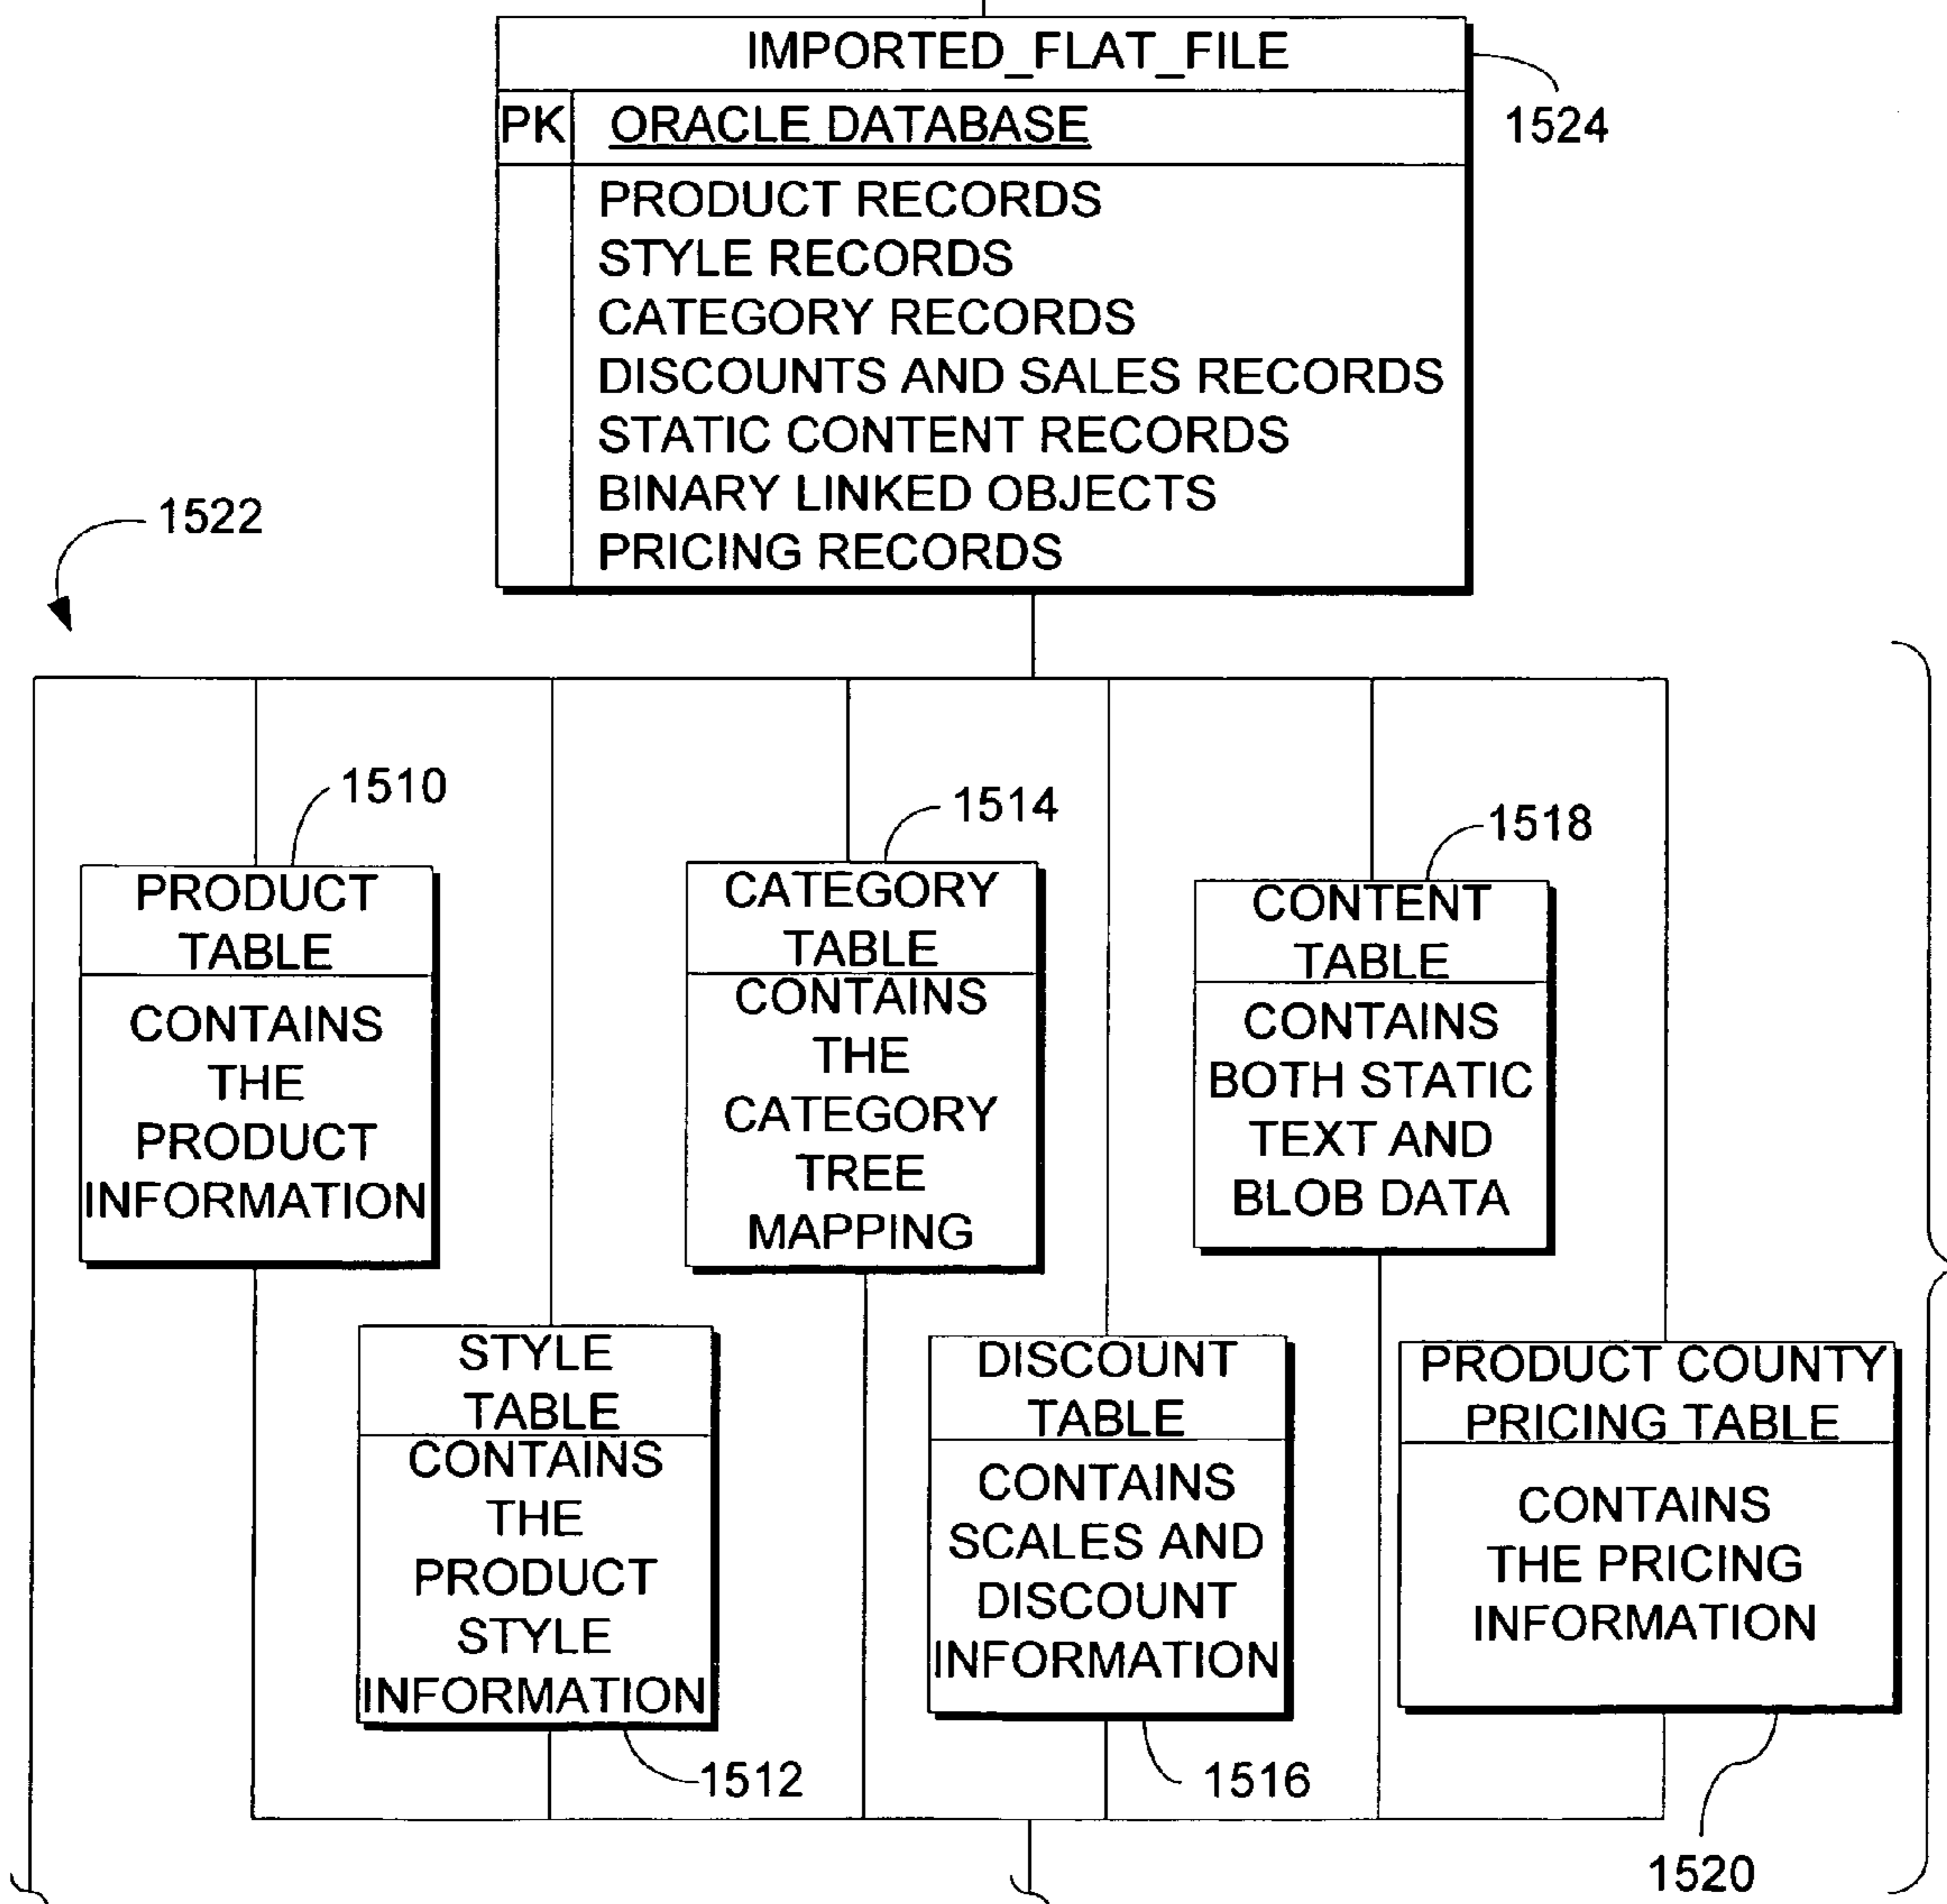 IMPORTED_FLAT_FILE
PK ORACLE DATABASE
1524
PRODUCT RECORDS
STYLE RECORDS
CATEGORY RECORDS
DISCOUNTS AND SALES RECORDS
STATIC CONTENT RECORDS
BINARY LINKED OBJECTS
PRICING RECORDS
1522
1510
PRODUCT
TABLE
CONTAINS
THE
PRODUCT
INFORMATION
1514
CATEGORY
TABLE
CONTAINS
THE
CATEGORY
TREE
MAPPING
1518
CONTENT
TABLE
CONTAINS
BOTH STATIC
TEXT AND
BLOB DATA
STYLE
TABLE
CONTAINS
THE
PRODUCT
STYLE
INFORMATION
1512
DISCOUNT
TABLE
CONTAINS
SCALES AND
DISCOUNT
INFORMATION
1516
PRODUCT COUNTY
PRICING TABLE
CONTAINS
THE PRICING
INFORMATION
1520